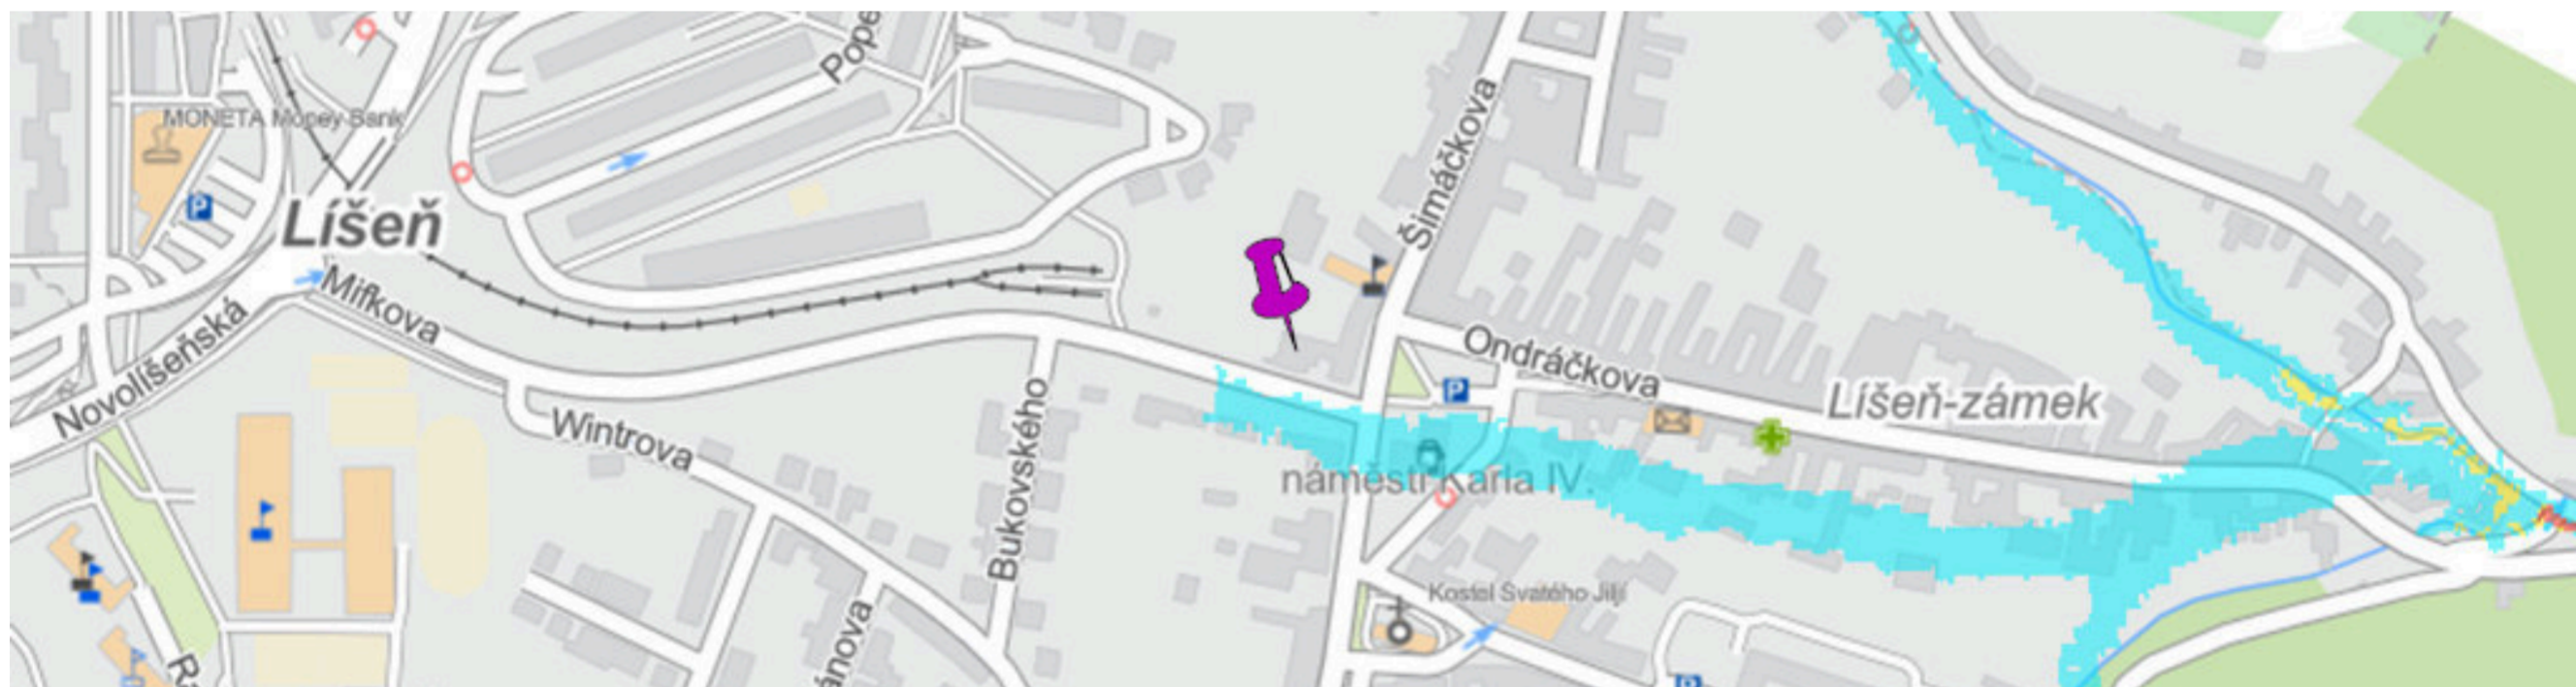 Pope
MONETA Money Bank
Šimáčkova
Líšeň
Mifkova
Novolíšeňská
Ondráčkova
Líšeň-zámek
Wintrova
Bukovského
náměstí Karla IV.
Kostel Svatého Jiljí
ánova
R